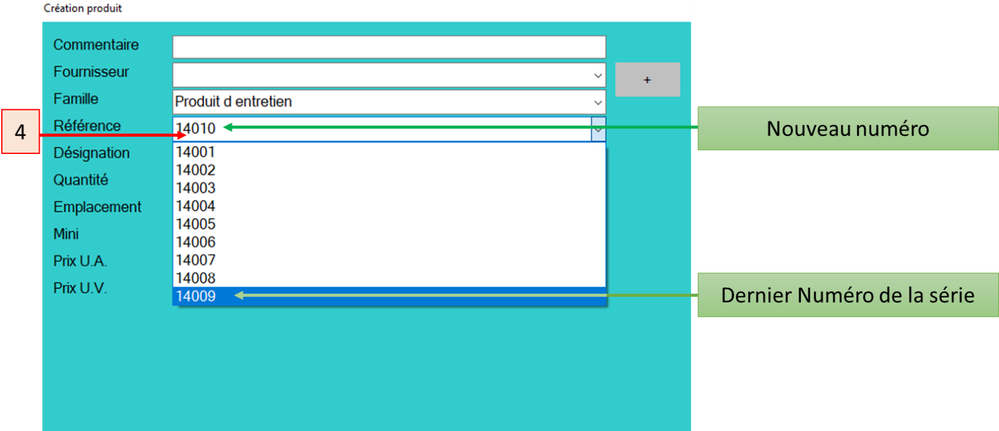 Création produit
Commentaire
Fournisseur
+
Famille
Produit d entretien
4
Référence
14010
Nouveau numéro
14001
Désignation
14002
Quantité
14003
Emplacement
14004
14005
Mini
14006
Prix U.A.
14007
14008
Prix U.V.
14009
Dernier Numéro de la série